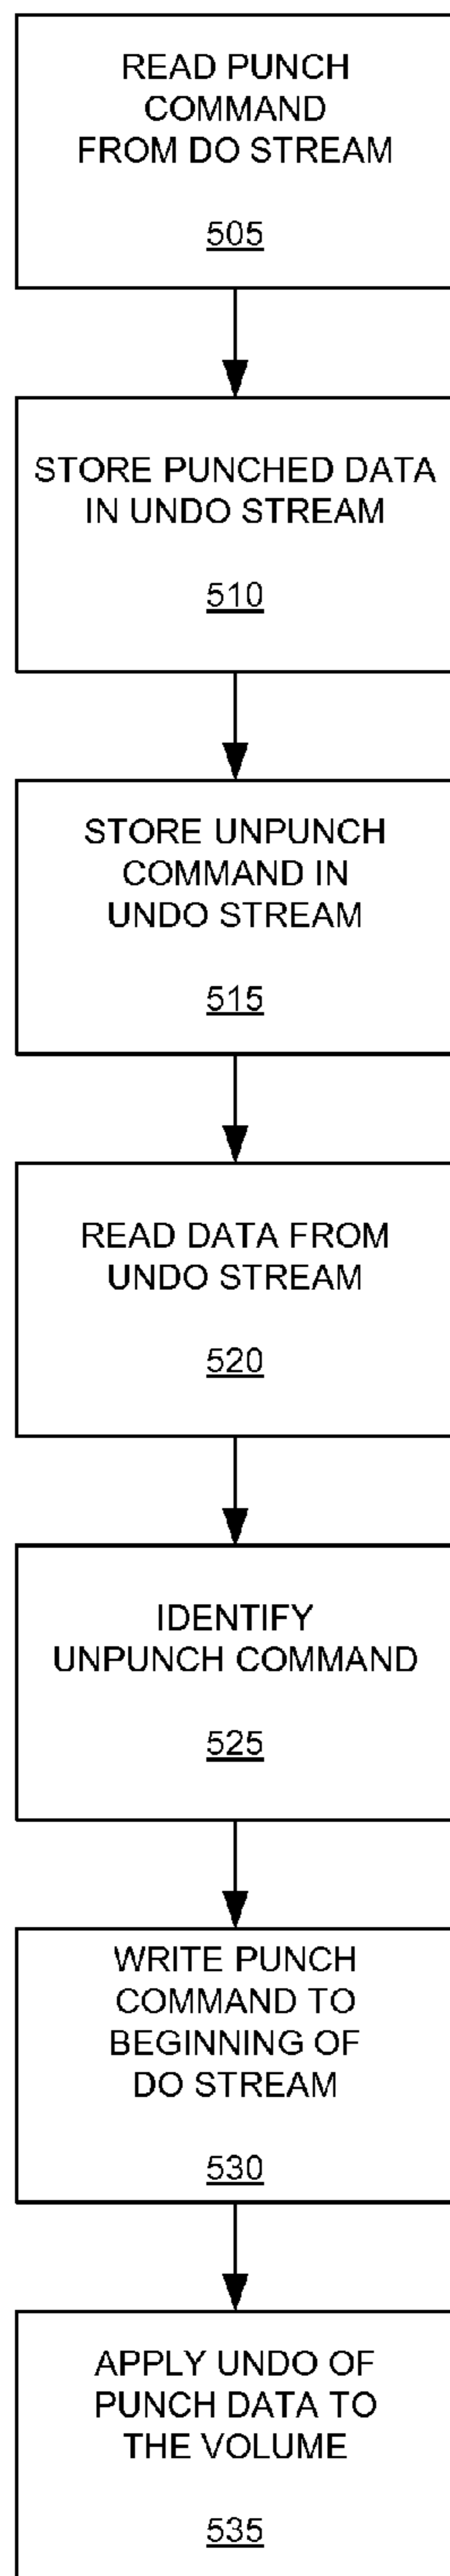 READ PUNCH
COMMAND
FROM DO STREAM
505
STORE PUNCHED DATA
IN UNDO STREAM
510
STORE UNPUNCH
COMMAND IN
UNDO STREAM
515
READ DATA FROM
UNDO STREAM
520
IDENTIFY
UNPUNCH COMMAND
525
WRITE PUNCH
COMMAND TO
BEGINNING OF
DO STREAM
530
APPLY UNDO OF
PUNCH DATA TO
THE VOLUME
535